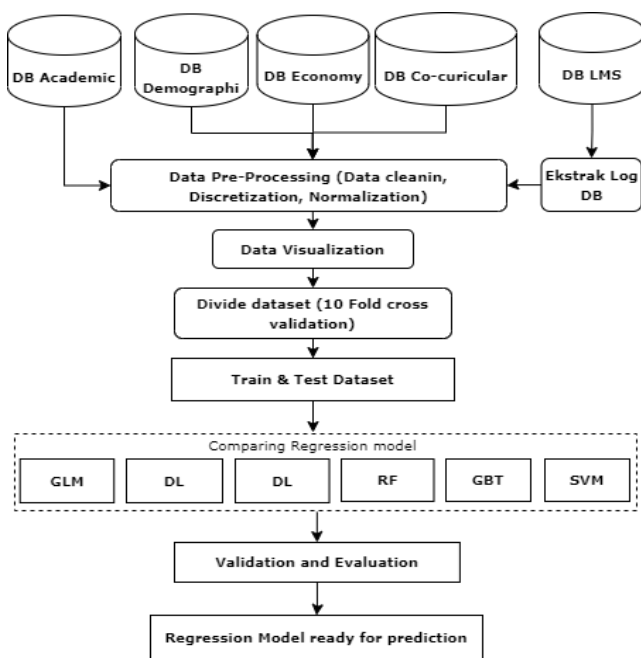 DB Academic
DB
Demographi
DB Economy
DB Co-curicular
DB LMS
Data Pre-Processing (Data cleanin,
Discretization, Normalization)
Ekstrak Log
DB
Data Visualization
Divide dataset (10 Fold cross
validation)
Train & Test Dataset
Comparing Regression model
GLM
DL
DL
RF
GBT
SVM
Validation and Evaluation
Regression Model ready for prediction